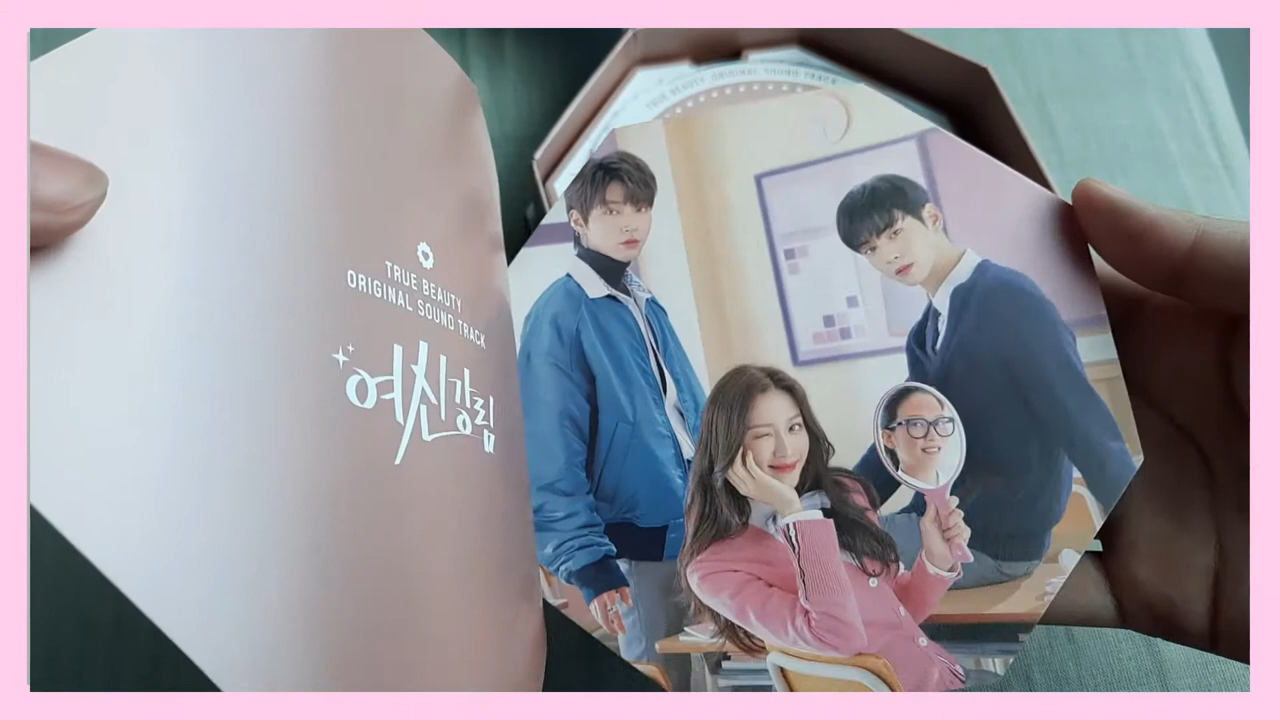 TRUE BEAUTY
ORIGINAL SOUND TRACK
여신강림
TRUE BEAUTY ORIGINAL SOUND TRACK